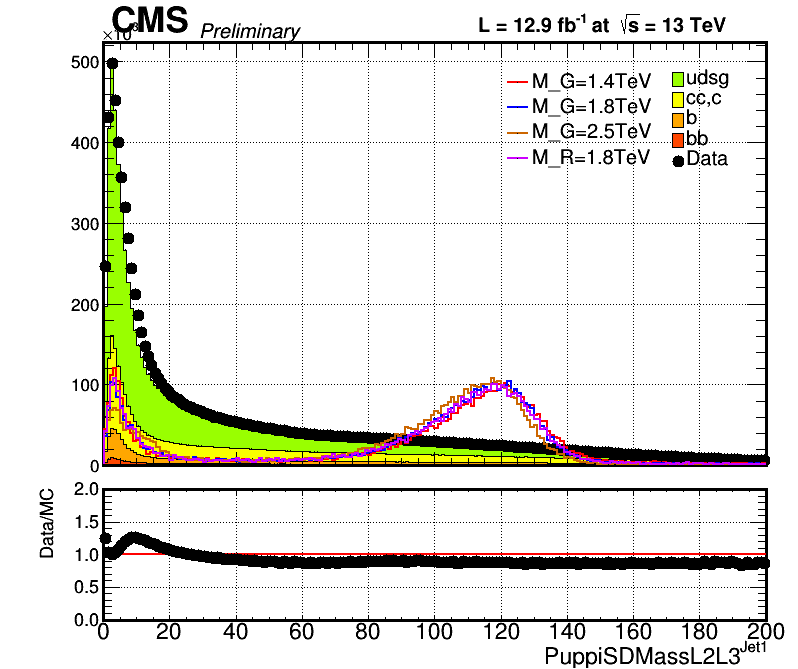 ×10³
CMS Preliminary L = 12.9 fb⁻¹ at √s = 13 TeV
500
400
300
200
100
0
M_G=1.4TeV
M_G=1.8TeV
M_G=2.5TeV
M_R=1.8TeV
udsg
cc,c
b
bb
Data
Data/MC
2.0
1.5
1.0
0.5
0.0
0 20 40 60 80 100 120 140 160 180 200
PuppiSDMassL2L3^Jet1